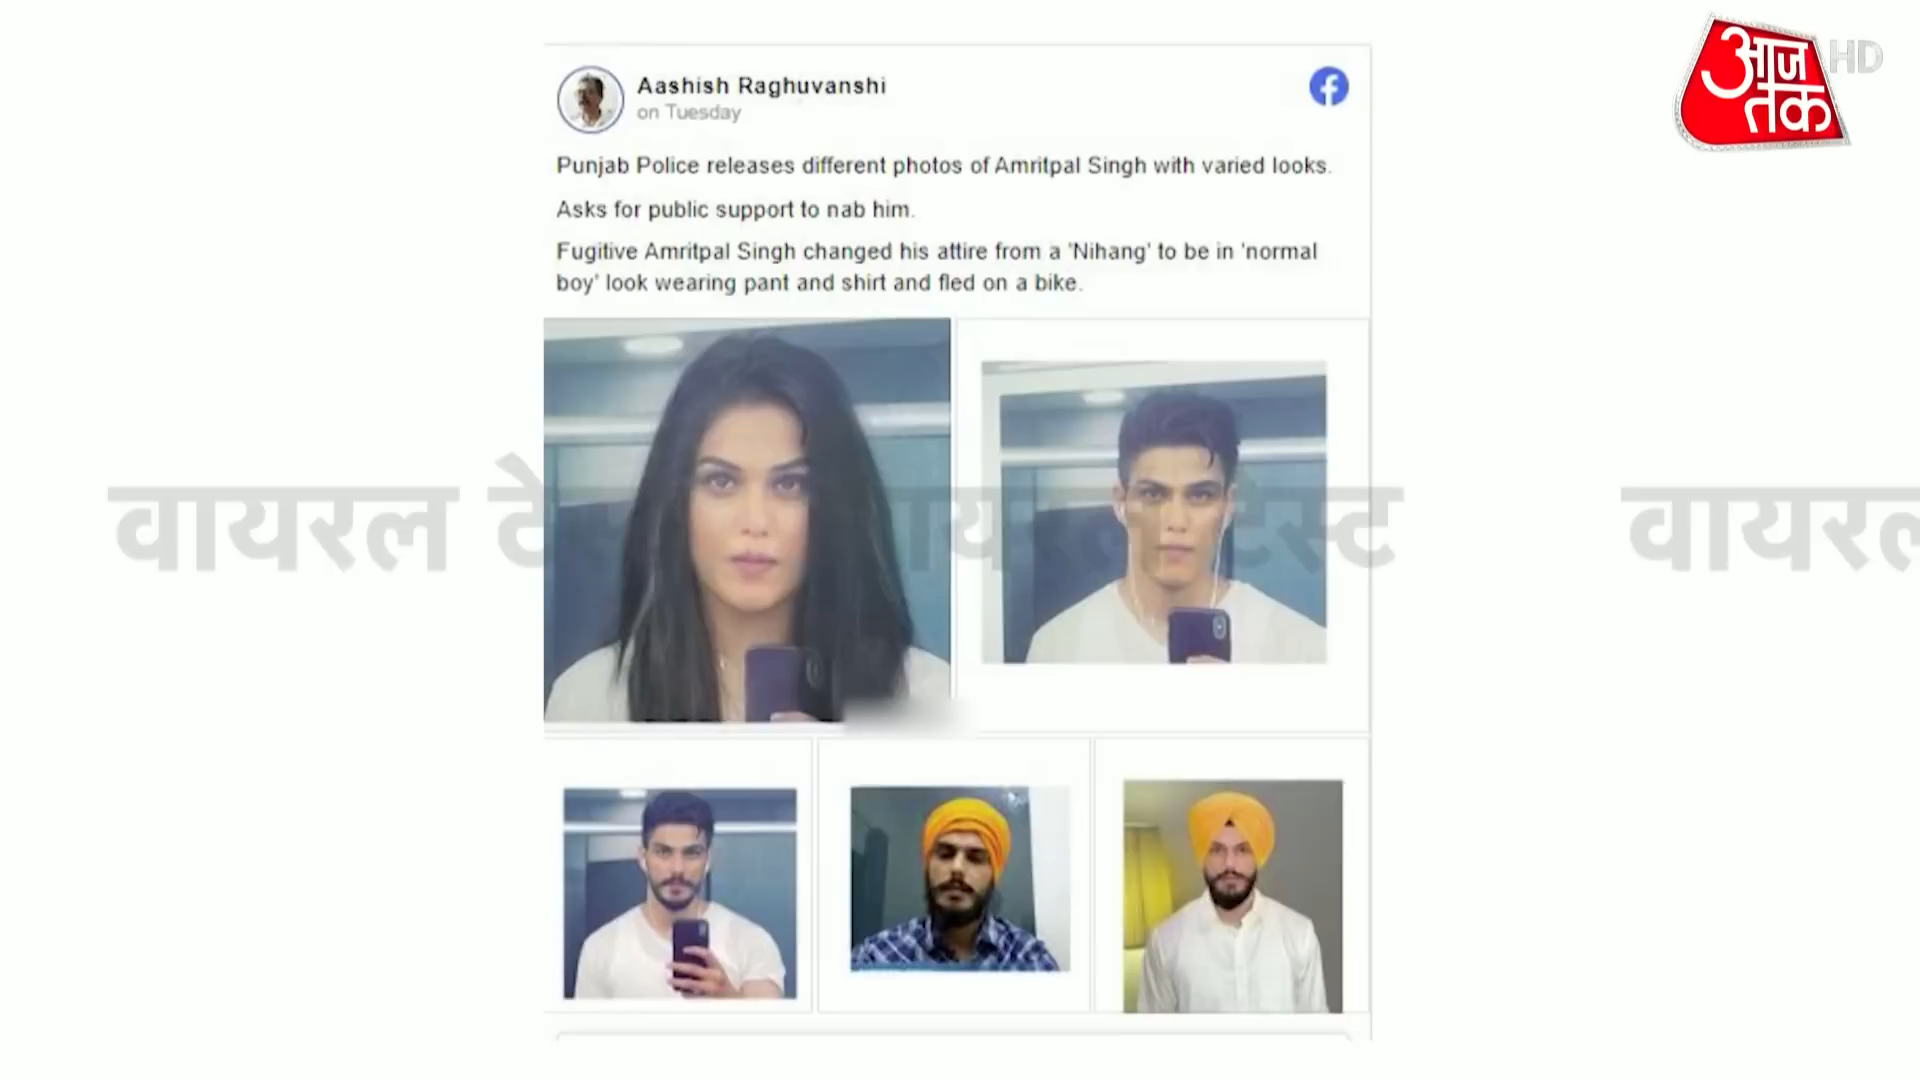 आज तक HD
Aashish Raghuvanshi
on Tuesday
Punjab Police releases different photos of Amritpal Singh with varied looks.
Asks for public support to nab him.
Fugitive Amritpal Singh changed his attire from a 'Nihang' to be in 'normal
boy' look wearing pant and shirt and fled on a bike.
वायरल टेस्ट वायरल टेस्ट वायरल